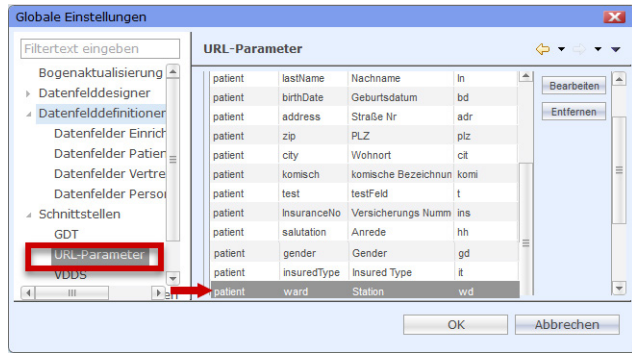 Globale Einstellungen
Filtertext eingeben
URL-Parameter
Bogenaktualisierung
Datenfelddesigner
Datenfelddefinitioner
Datenfelder Einrich
Datenfelder Patien
Datenfelder Vertre
Datenfelder Person
Schnittstellen
GDT
URL-Parameter
VDDS
patient lastName Nachname ln
patient birthDate Geburtsdatum bd
patient address Straße Nr adr
patient zip PLZ plz
patient city Wohnort cit
patient komisch komische Bezeichnun komi
patient test testFeld t
patient InsuranceNo Versicherungs Numm ins
patient salutation Anrede hh
patient gender Gender gd
patient insuredType Insured Type it
patient ward Station wd
Bearbeiten
Entfernen
OK
Abbrechen